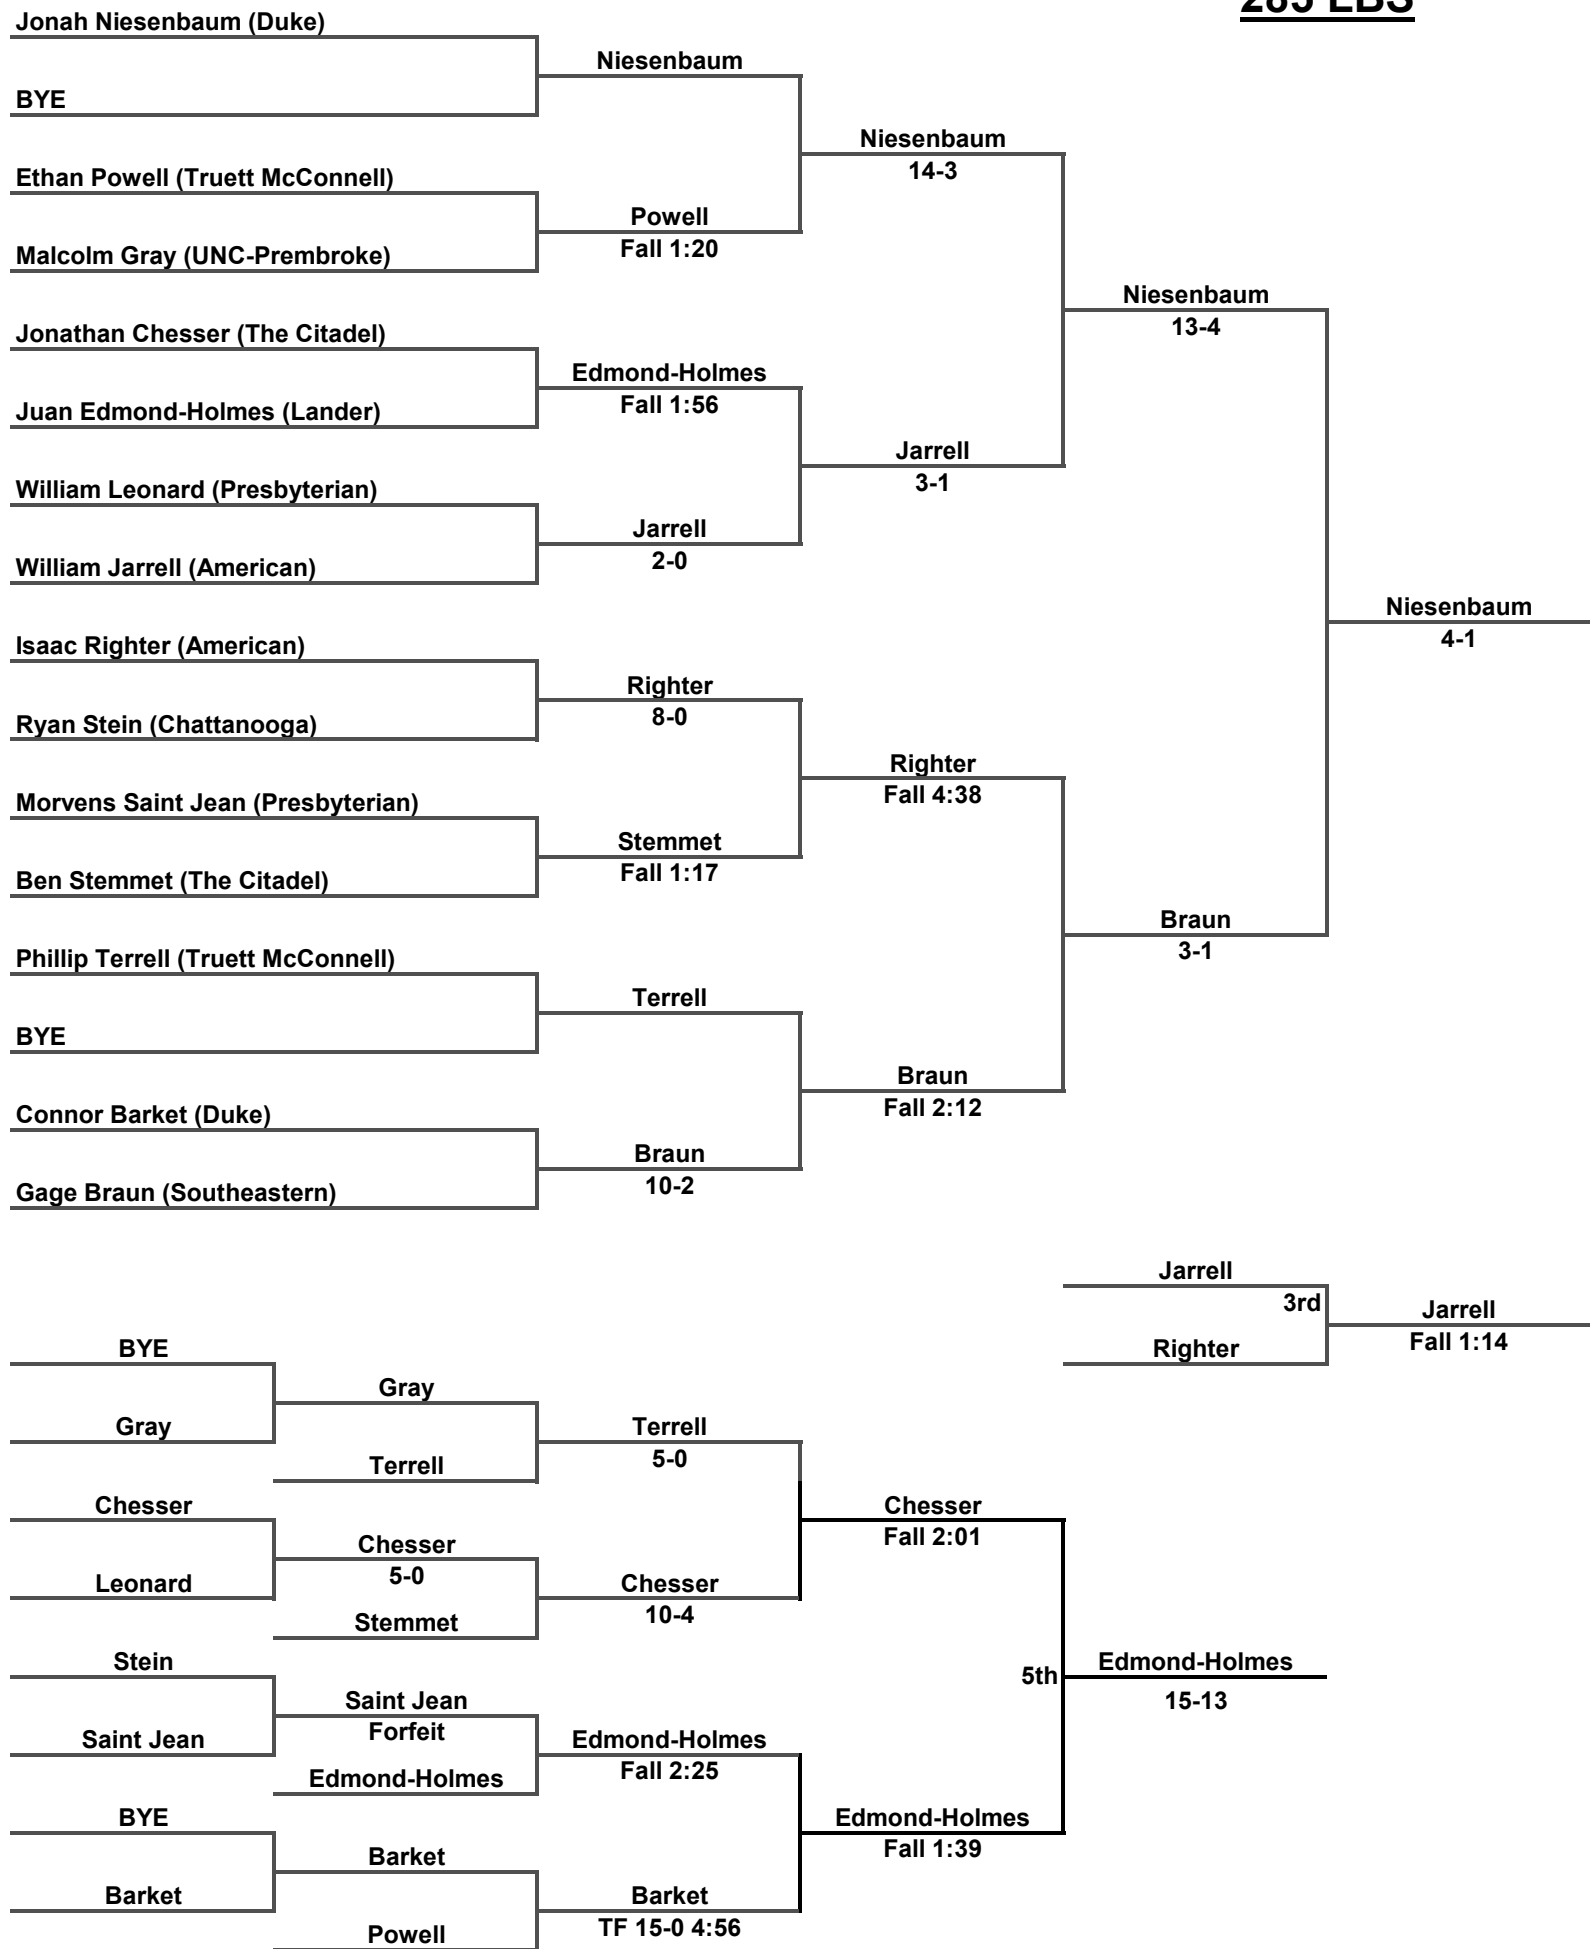 285 LBS
Jonah Niesenbaum (Duke)
Niesenbaum
BYE
Niesenbaum
14-3
Ethan Powell (Truett McConnell)
Powell
Fall 1:20
Malcolm Gray (UNC-Prembroke)
Niesenbaum
13-4
Jonathan Chesser (The Citadel)
Edmond-Holmes
Fall 1:56
Juan Edmond-Holmes (Lander)
Jarrell
3-1
William Leonard (Presbyterian)
Jarrell
2-0
William Jarrell (American)
Niesenbaum
4-1
Isaac Righter (American)
Righter
8-0
Ryan Stein (Chattanooga)
Righter
Fall 4:38
Morvens Saint Jean (Presbyterian)
Stemmet
Fall 1:17
Ben Stemmet (The Citadel)
Braun
3-1
Phillip Terrell (Truett McConnell)
Terrell
BYE
Braun
Fall 2:12
Connor Barket (Duke)
Braun
10-2
Gage Braun (Southeastern)
Jarrell
3rd
Jarrell
Fall 1:14
Righter
BYE
Gray
Gray
Terrell
5-0
Terrell
Chesser
Chesser
Fall 2:01
Chesser
5-0
Leonard
Chesser
10-4
Stemmet
Stein
5th
Edmond-Holmes
15-13
Saint Jean
Forfeit
Saint Jean
Edmond-Holmes
Fall 2:25
Edmond-Holmes
BYE
Edmond-Holmes
Fall 1:39
Barket
Barket
Barket
TF 15-0 4:56
Powell